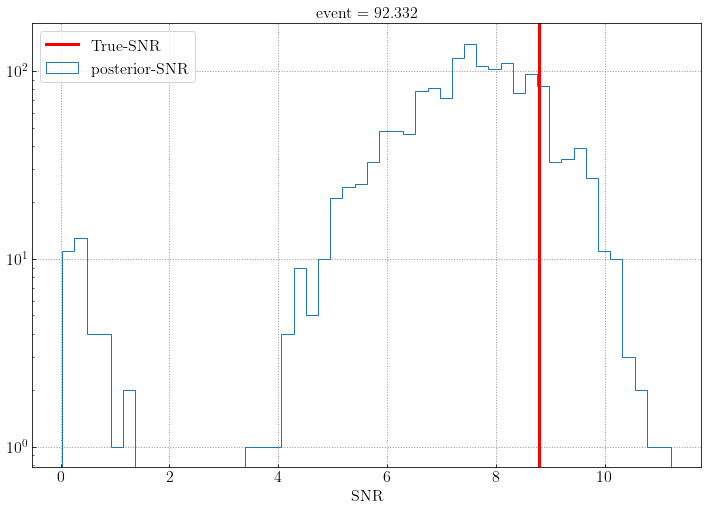 event = 92.332
True-SNR
posterior-SNR
10²
10¹
10⁰
0 2 4 6 8 10
SNR